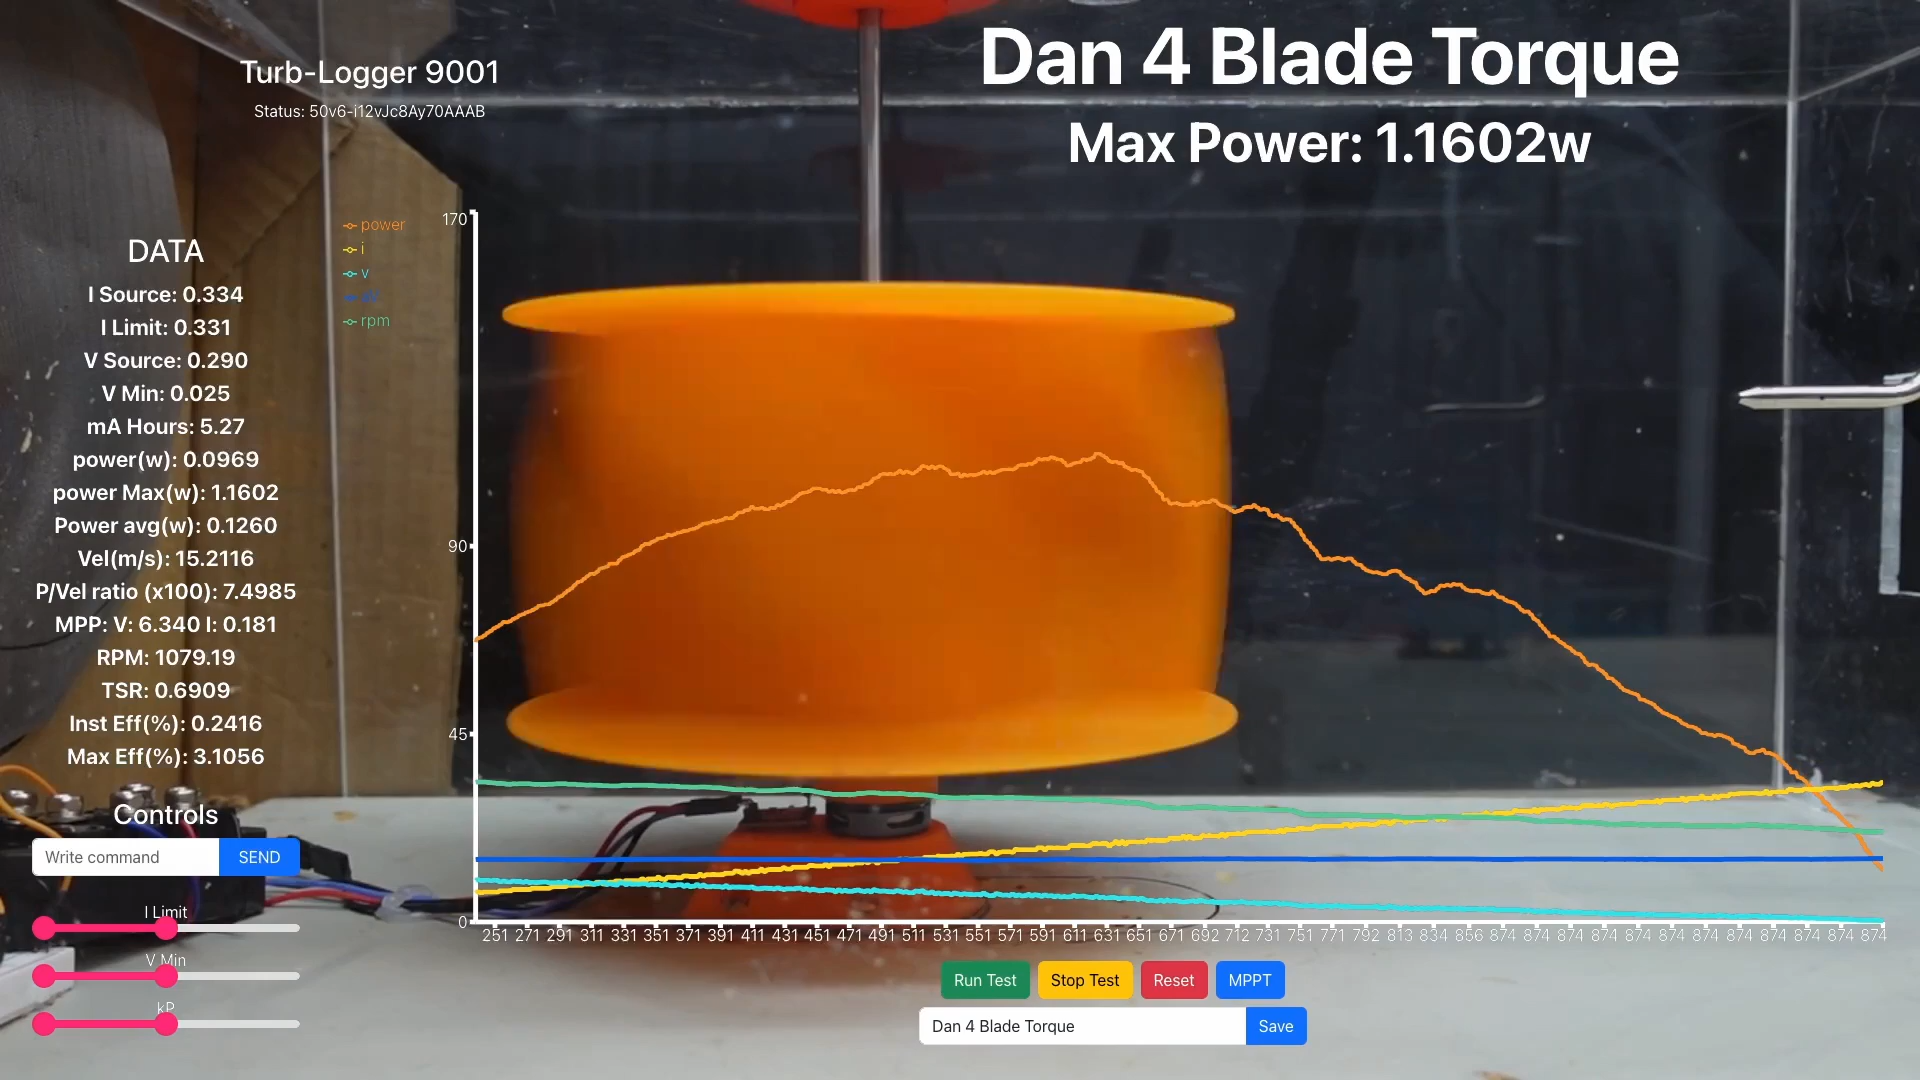 Turb-Logger 9001
Status: 50v6-i12vJc8Ay70AAAB
Dan 4 Blade Torque
Max Power: 1.1602w
DATA
I Source: 0.334
I Limit: 0.331
V Source: 0.290
V Min: 0.025
mA Hours: 5.27
power(w): 0.0969
power Max(w): 1.1602
Power avg(w): 0.1260
Vel(m/s): 15.2116
P/Vel ratio (x100): 7.4985
MPP: V: 6.340 I: 0.181
RPM: 1079.19
TSR: 0.6909
Inst Eff(%): 0.2416
Max Eff(%): 3.1056
power
i
v
rpm
170
90
45
0
251 271 291 311 331 351 371 391 411 431 451 471 491 511 531 551 571 591 611 631 651 671 692 712 731 751 771 792 813 834 856 874 874 874 874 874 874 874 874 874 874 874 874
Controls
Write command SEND
I Limit
V Min
kP
Run Test Stop Test Reset MPPT
Dan 4 Blade Torque Save